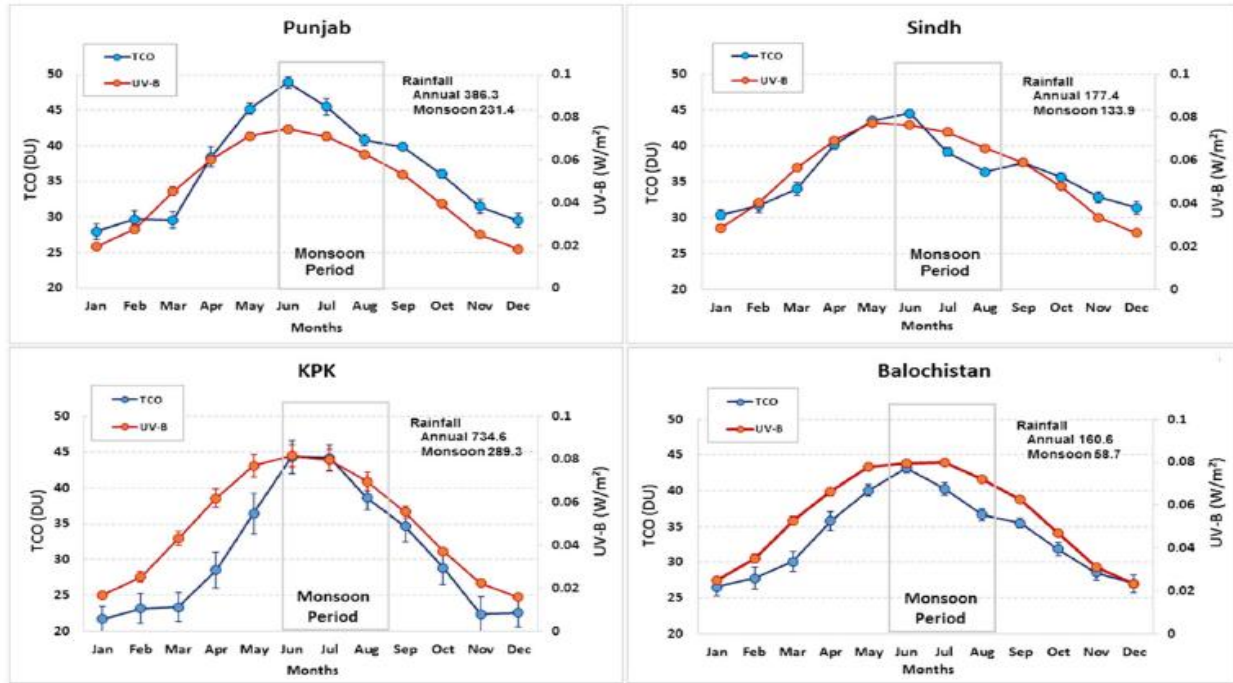 Punjab
TCO
UV-B
Rainfall
Annual 386.3
Monsoon 231.4
Monsoon
Period
TCO (DU)
50
45
40
35
30
25
20
UV-B (W/m²)
0.1
0.08
0.06
0.04
0.02
0
Jan Feb Mar Apr May Jun Jul Aug Sep Oct Nov Dec
Months
Sindh
TCO
UV-B
Rainfall
Annual 177.4
Monsoon 133.9
Monsoon
Period
TCO (DU)
50
45
40
35
30
25
20
UV-B (W/m²)
0.1
0.08
0.06
0.04
0.02
0
Jan Feb Mar Apr May Jun Jul Aug Sep Oct Nov Dec
Months
KPK
TCO
UV-B
Rainfall
Annual 734.6
Monsoon 289.3
Monsoon
Period
TCO (DU)
50
45
40
35
30
25
20
UV-B (W/m²)
0.1
0.08
0.06
0.04
0.02
0
Jan Feb Mar Apr May Jun Jul Aug Sep Oct Nov Dec
Months
Balochistan
TCO
UV-B
Rainfall
Annual 160.6
Monsoon 58.7
Monsoon
Period
TCO (DU)
50
45
40
35
30
25
20
UV-B (W/m²)
0.1
0.08
0.06
0.04
0.02
0
Jan Feb Mar Apr May Jun Jul Aug Sep Oct Nov Dec
Months